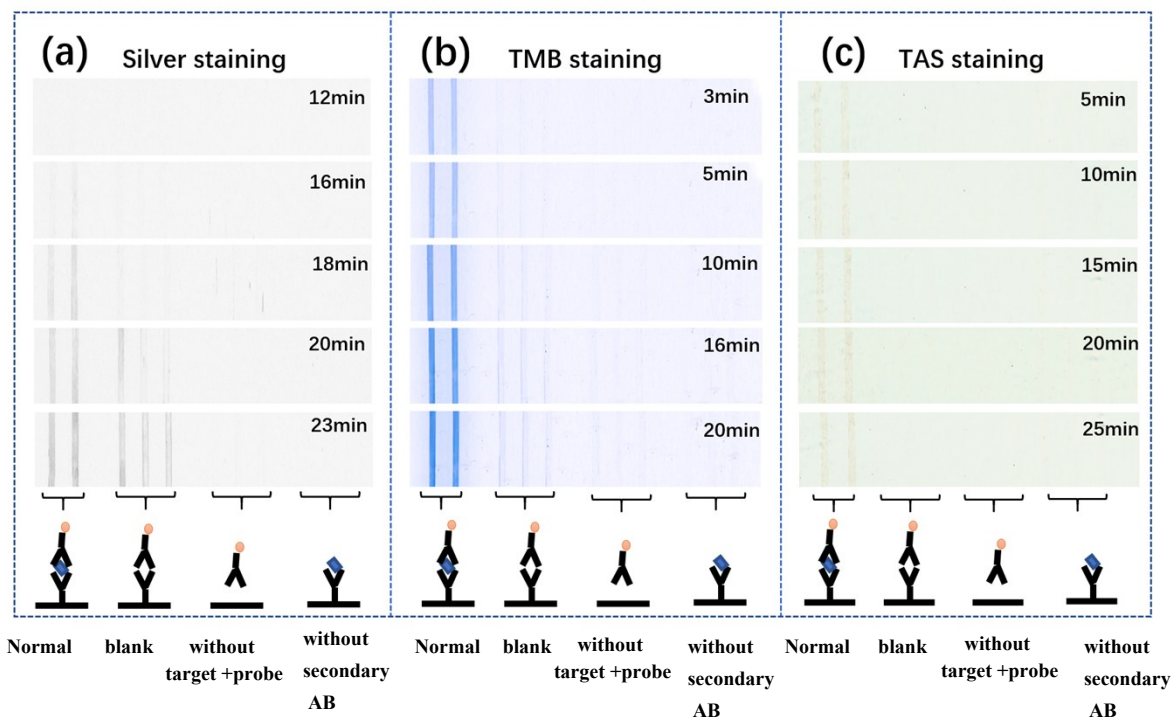 (a) Silver staining
12min
16min
18min
20min
23min
Normal
blank
without
target +probe
without
secondary
AB
(b) TMB staining
3min
5min
10min
16min
20min
Normal
blank
without
target +probe
without
secondary
AB
(c) TAS staining
5min
10min
15min
20min
25min
Normal
blank
without
target +probe
without
secondary
AB